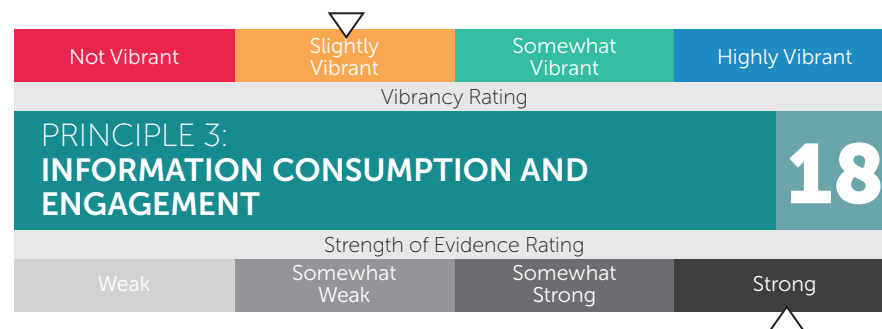 Not Vibrant
Slightly
Vibrant
Somewhat
Vibrant
Highly Vibrant
Vibrancy Rating
PRINCIPLE 3:
INFORMATION CONSUMPTION AND
ENGAGEMENT
18
Strength of Evidence Rating
Weak
Somewhat
Weak
Somewhat
Strong
Strong